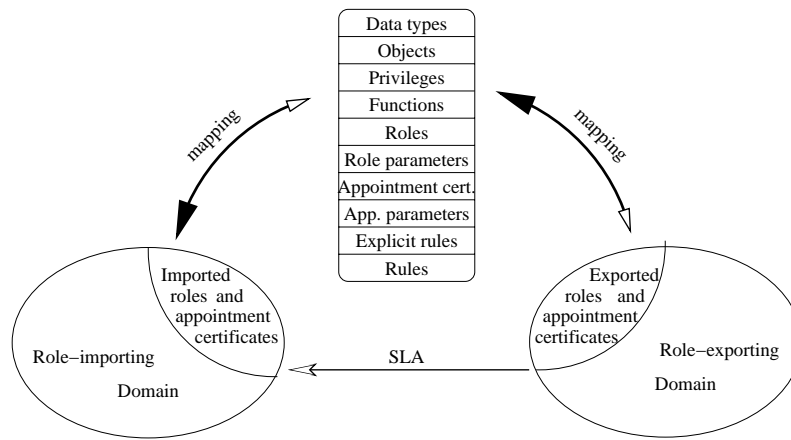 Data types
Objects
Privileges
Functions
Roles
Role parameters
Appointment cert.
App. parameters
Explicit rules
Rules
mapping
mapping
Imported
roles and
appointment
certificates
Role−importing
Domain
SLA
Exported
roles and
appointment
certificates
Role−exporting
Domain